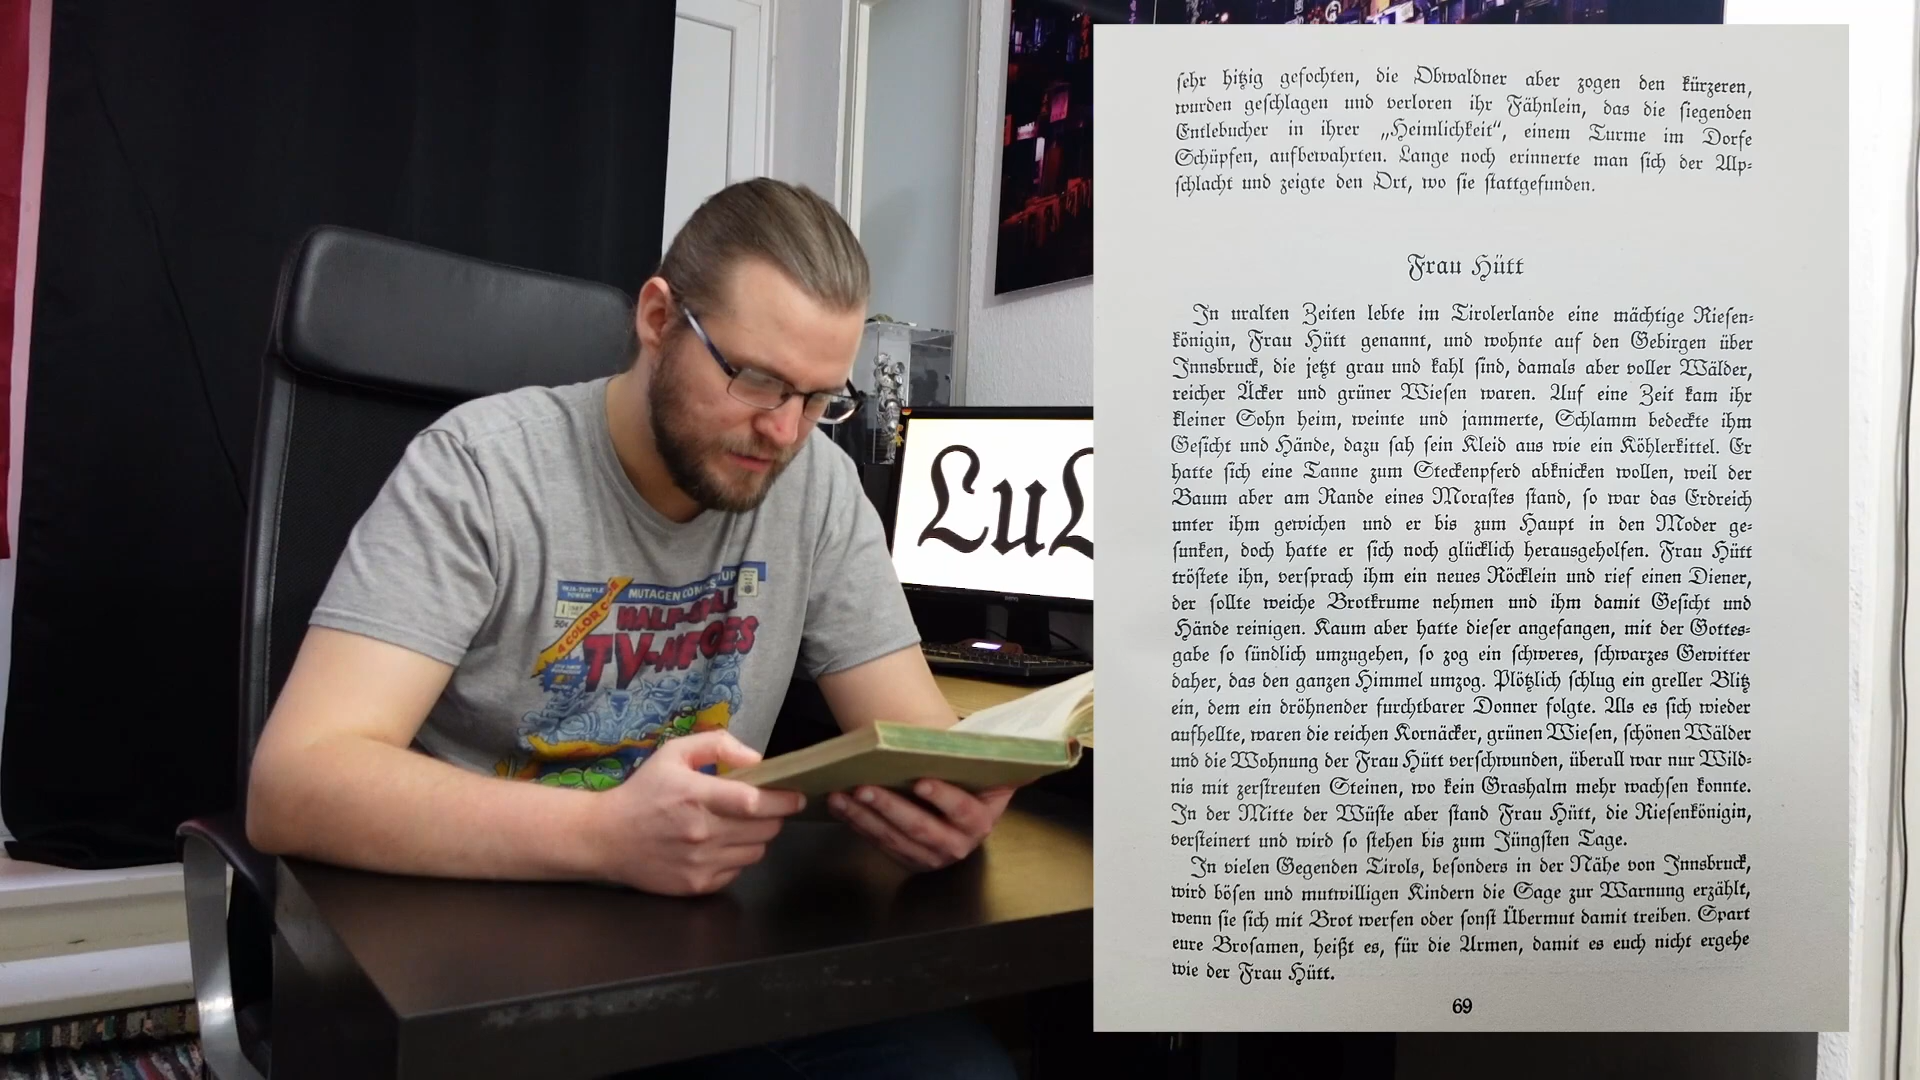 MUTAGEN COMICS GROUP
4 COLOR
HALF-SHELL
TV-HEROES
LuL
sehr hitzig gefochten, die Obwaldner aber zogen den kürzeren,
wurden geschlagen und verloren ihr Fähnlein, das die siegenden
Entlebucher in ihrer „Heimlichkeit“, einem Turme im Dorfe
Schüpfen, aufbewahrten. Lange noch erinnerte man sich der Alp-
schlacht und zeigte den Ort, wo sie stattgefunden.
Frau Hütt
In uralten Zeiten lebte im Tirolerlande eine mächtige Riesen-
königin, Frau Hütt genannt, und wohnte auf den Gebirgen über
Innsbruck, die jetzt grau und kahl sind, damals aber voller Wälder,
reicher Äcker und grüner Wiesen waren. Auf eine Zeit kam ihr
kleiner Sohn heim, weinte und jammerte, Schlamm bedeckte ihm
Gesicht und Hände, dazu sah sein Kleid aus wie ein Köhlerkittel. Er
hatte sich eine Tanne zum Steckenpferd abknicken wollen, weil der
Baum aber am Rande eines Morastes stand, so war das Erdreich
unter ihm gewichen und er bis zum Haupt in den Moder ge-
sunken, doch hatte er sich noch glücklich herausgeholfen. Frau Hütt
tröstete ihn, versprach ihm ein neues Röcklein und rief einen Diener,
der sollte weiche Brotkrume nehmen und ihm damit Gesicht und
Hände reinigen. Kaum aber hatte dieser angefangen, mit der Gottes-
gabe so sündlich umzugehen, so zog ein schweres, schwarzes Gewitter
daher, das den ganzen Himmel umzog. Plötzlich schlug ein greller Blitz
ein, dem ein dröhnender furchtbarer Donner folgte. Als es sich wieder
aufhellte, waren die reichen Kornäcker, grünen Wiesen, schönen Wälder
und die Wohnung der Frau Hütt verschwunden, überall war nur Wild-
nis mit zerstreuten Steinen, wo kein Grashalm mehr wachsen konnte.
In der Mitte der Wüste aber stand Frau Hütt, die Riesenkönigin,
versteinert und wird so stehen bis zum Jüngsten Tage.
In vielen Gegenden Tirols, besonders in der Nähe von Innsbruck,
wird bösen und mutwilligen Kindern die Sage zur Warnung erzählt,
wenn sie sich mit Brot werfen oder sonst Übermut damit treiben. Spart
eure Brosamen, heißt es, für die Armen, damit es euch nicht ergehe
wie der Frau Hütt.
69